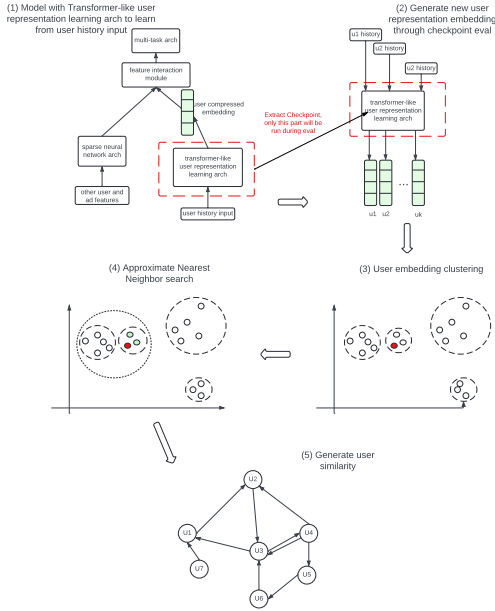 (1) Model with Transformer-like user
representation learning arch to learn
from user history input
multi-task arch
feature interaction
module
user compressed
embedding
sparse neural
network arch
other user and
ad features
transformer-like
user representation
learning arch
user history input
Extract Checkpoint,
only this part will be
run during eval
(2) Generate new user
representation embedding
through checkpoint eval
u1 history
u2 history
u2 history
transformer-like
user representation
learning arch
...
u1
u2
uk
(3) User embedding clustering
(4) Approximate Nearest
Neighbor search
(5) Generate user
similarity
U2
U1
U4
U3
U7
U5
U6